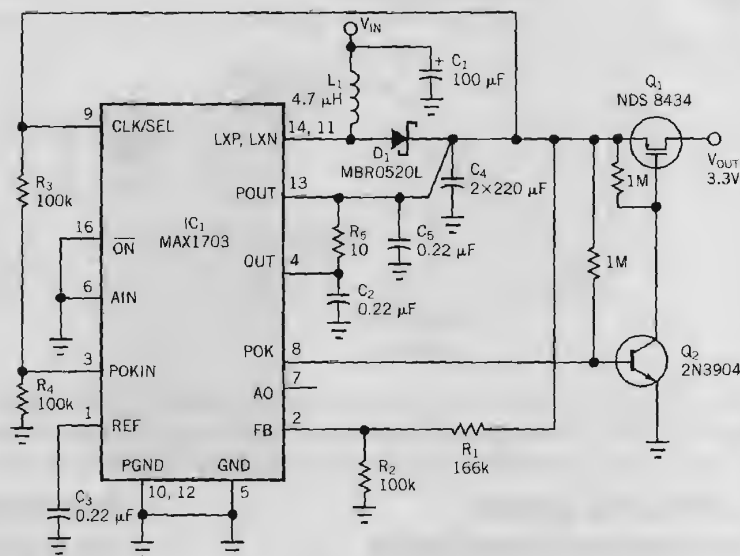 V_IN
L₁
4.7 µH
+ C₁
100 µF
Q₁
NDS 8434
9 CLK/SEL
LXP, LXN 14, 11
D₁
MBR0520L
V_OUT
3.3V
R₃
100k
POUT 13
C₄
2×220 µF
1M
16 ON
IC₁
MAX1703
R₅
10
C₅
0.22 µF
OUT 4
1M
6 AIN
C₂
0.22 µF
3 POKIN
POK 8
Q₂
2N3904
R₄
100k
AO 7
1 REF
FB 2
R₁
166k
R₂
100k
PGND GND
10, 12 5
C₃
0.22 µF